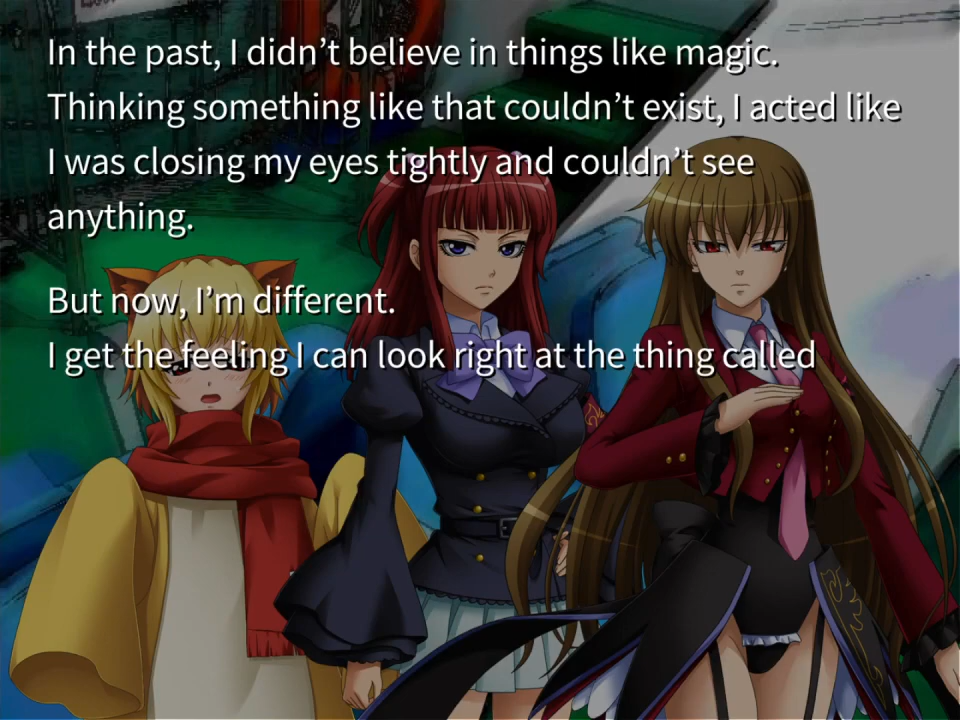 In the past, I didn’t believe in things like magic.
Thinking something like that couldn’t exist, I acted like
I was closing my eyes tightly and couldn’t see
anything.
But now, I’m different.
I get the feeling I can look right at the thing called